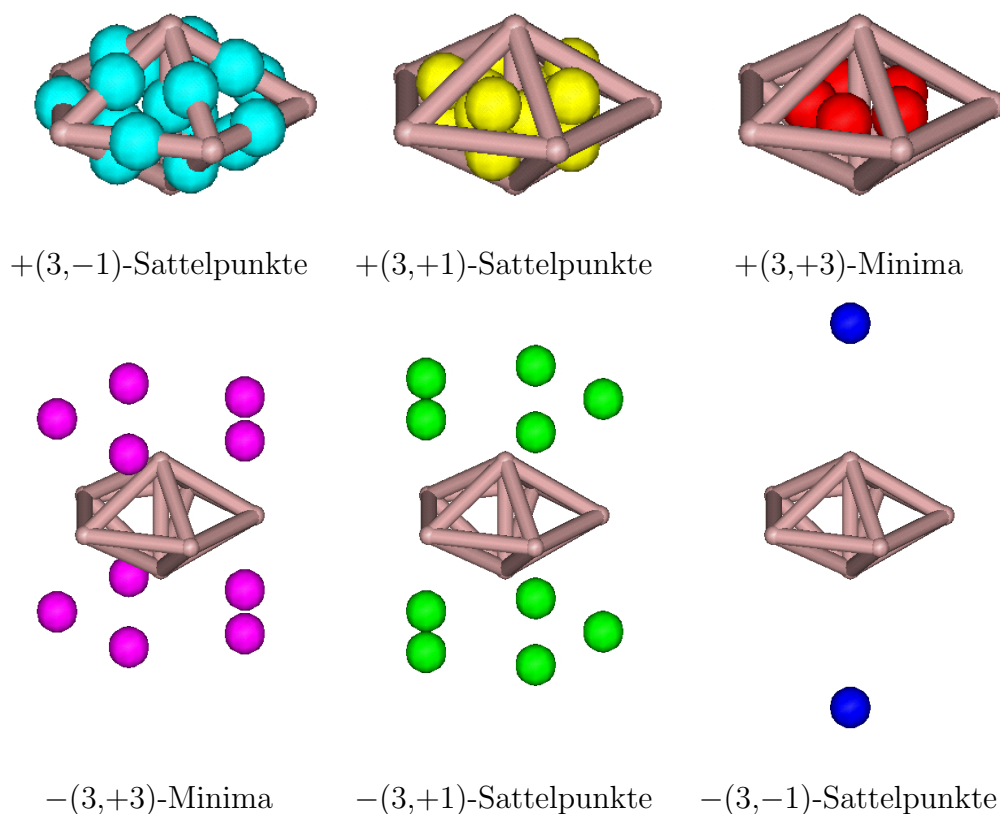 +(3,−1)-Sattelpunkte +(3,+1)-Sattelpunkte +(3,+3)-Minima
−(3,+3)-Minima −(3,+1)-Sattelpunkte −(3,−1)-Sattelpunkte